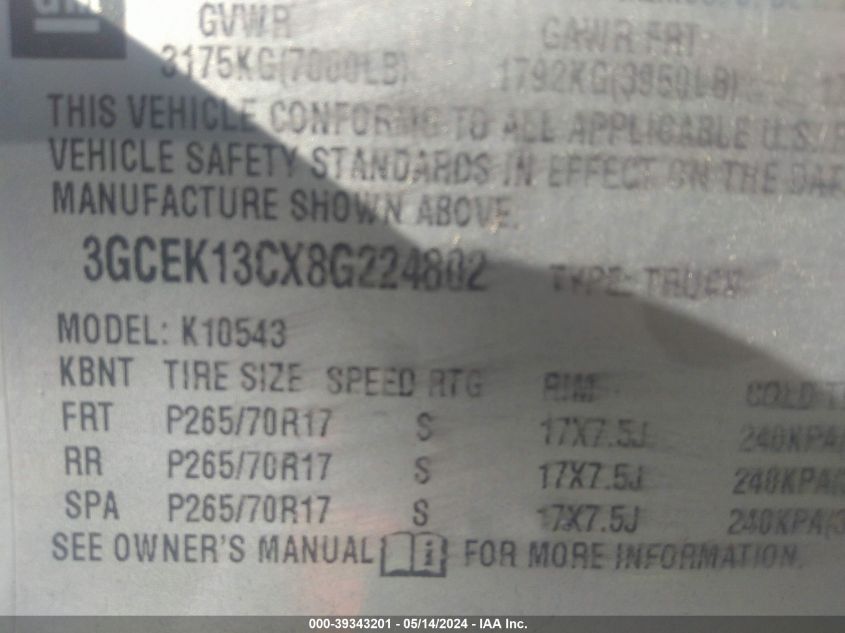 GM
GVWR GAWR FRT
3175KG(7000LB) 1792KG(3950LB)
THIS VEHICLE CONFORMS TO ALL APPLICABLE U.S.
VEHICLE SAFETY STANDARDS IN EFFECT ON THE DAT
MANUFACTURE SHOWN ABOVE.
3GCEK13CX8G224802 TYPE: TRUCK
MODEL: K10543
KBNT TIRE SIZE SPEED RTG RIM COLD
FRT P265/70R17 S 17X7.5J 240KPA
RR P265/70R17 S 17X7.5J 240KPA
SPA P265/70R17 S 17X7.5J 240KPA
SEE OWNER'S MANUAL FOR MORE INFORMATION.
000-39343201 - 05/14/2024 - IAA Inc.